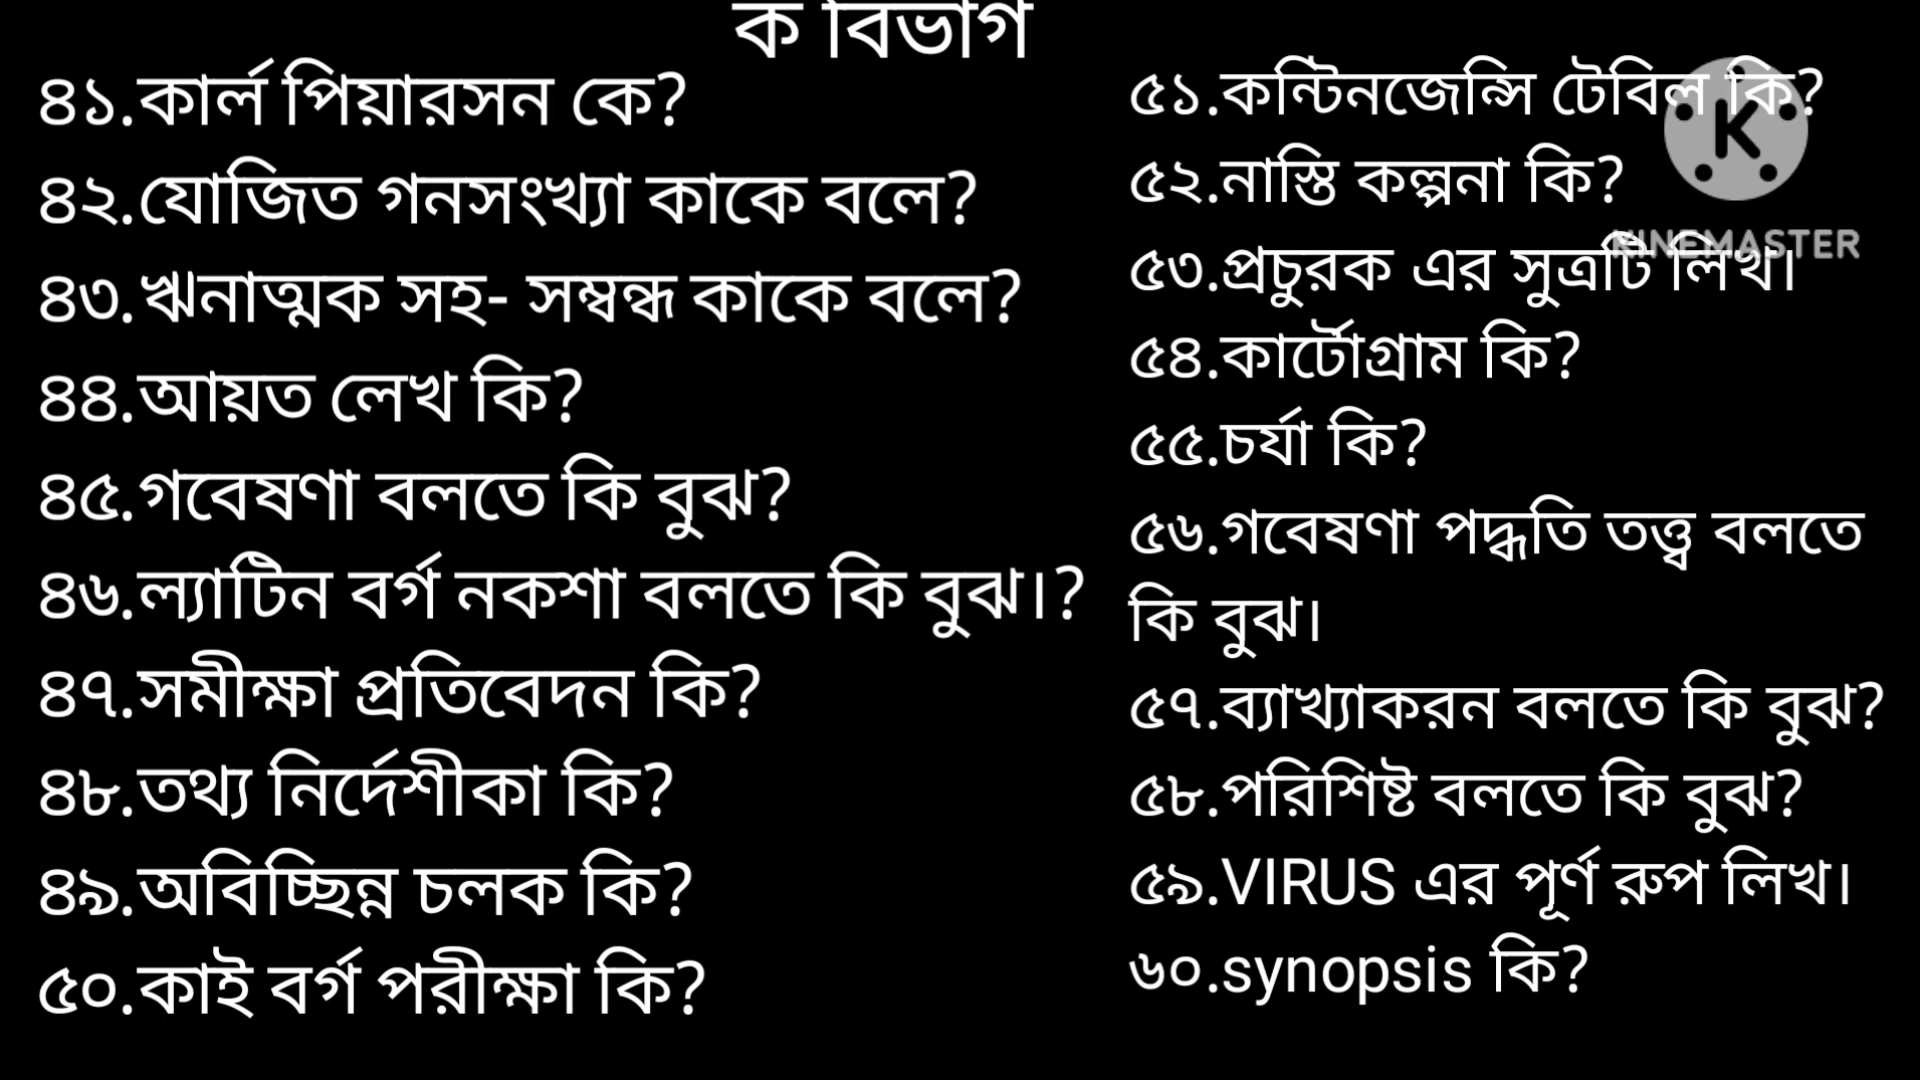 ক বিভাগ
৪১.কার্ল পিয়ারসন কে?
৪২.যোজিত গনসংখ্যা কাকে বলে?
৪৩.ঋনাত্মক সহ- সম্বন্ধ কাকে বলে?
৪৪.আয়ত লেখ কি?
৪৫.গবেষণা বলতে কি বুঝ?
৪৬.ল্যাটিন বর্গ নকশা বলতে কি বুঝ।?
৪৭.সমীক্ষা প্রতিবেদন কি?
৪৮.তথ্য নির্দেশীকা কি?
৪৯.অবিচ্ছিন্ন চলক কি?
৫০.কাই বর্গ পরীক্ষা কি?
৫১.কন্টিনজেন্সি টেবিল কি?
৫২.নাস্তি কল্পনা কি?
৫৩.প্রচুরক এর সুত্রটি লিখ।
৫৪.কার্টোগ্রাম কি?
৫৫.চর্যা কি?
৫৬.গবেষণা পদ্ধতি তত্ত্ব বলতে
কি বুঝ।
৫৭.ব্যাখ্যাকরন বলতে কি বুঝ?
৫৮.পরিশিষ্ট বলতে কি বুঝ?
৫৯.VIRUS এর পূর্ণ রুপ লিখ।
৬০.synopsis কি?
K
KINEMASTER